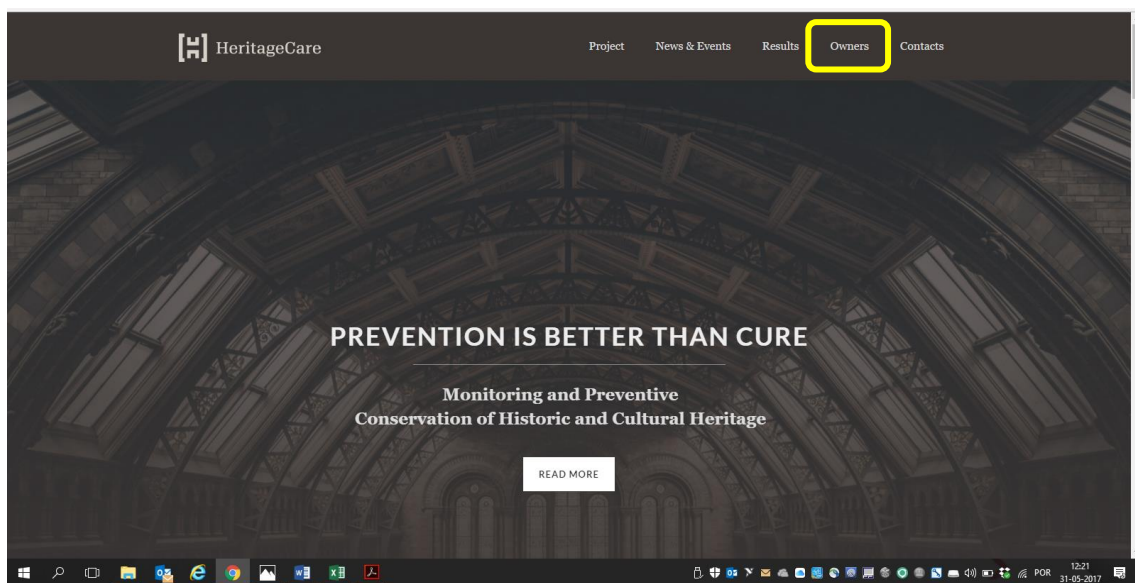 HeritageCare
Project News & Events Results Owners Contacts
PREVENTION IS BETTER THAN CURE
Monitoring and Preventive
Conservation of Historic and Cultural Heritage
READ MORE
POR
12:21
31-05-2017